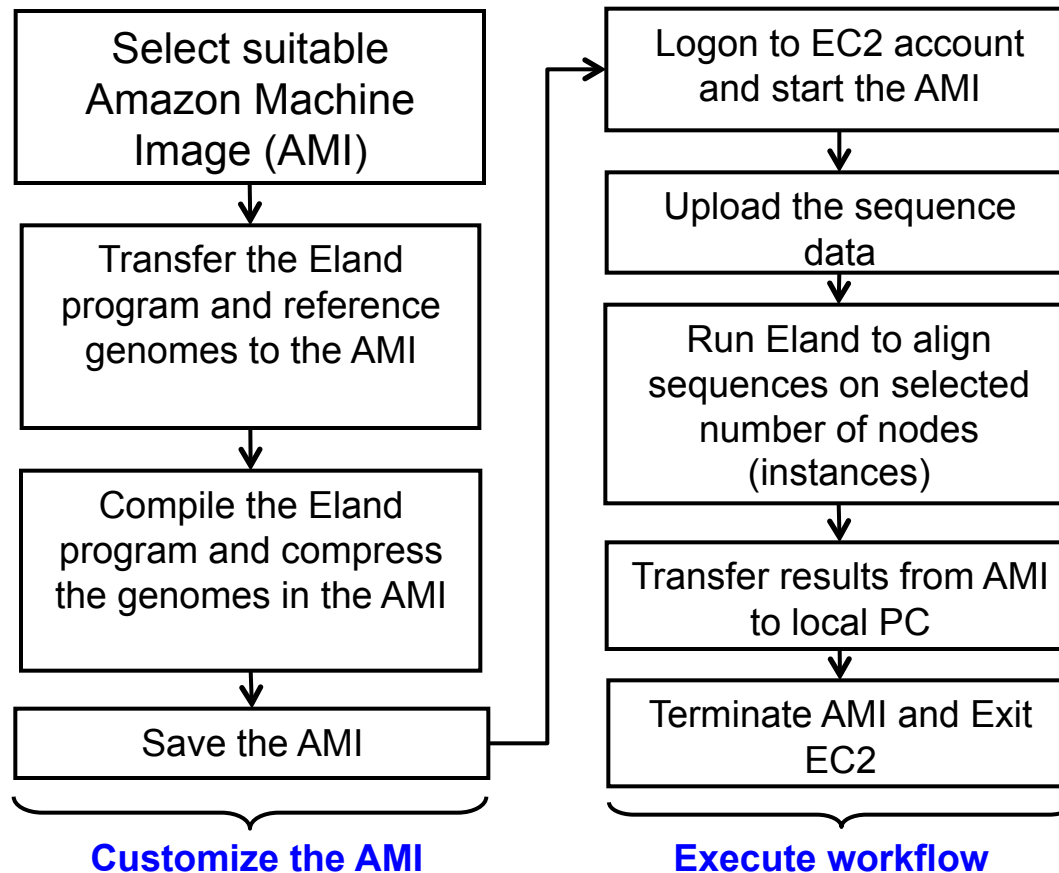 Select suitable
Amazon Machine
Image (AMI)
Transfer the Eland
program and reference
genomes to the AMI
Compile the Eland
program and compress
the genomes in the AMI
Save the AMI
Customize the AMI
Logon to EC2 account
and start the AMI
Upload the sequence
data
Run Eland to align
sequences on selected
number of nodes
(instances)
Transfer results from AMI
to local PC
Terminate AMI and Exit
EC2
Execute workflow